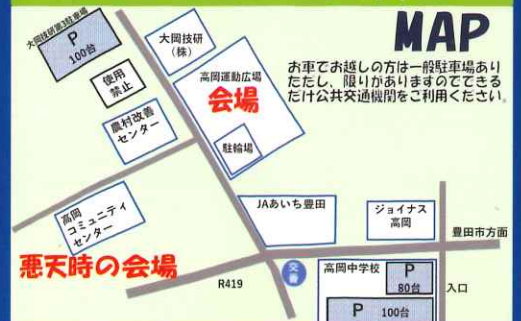 MAP
お車でお越しの方は一般駐車場あり
ただし、限りがありますのでできる
だけ公共交通機関をご利用ください。
大岡技研第3駐車場
P
100台
大岡技研
(株)
使用
禁止
高岡運動広場
会場
駐輪場
農村改善
センター
高岡
コミュニティ
センター
悪天時の会場
JAあいち豊田
ジョイナス
高岡
豊田市方面
R419
交番
高岡中学校
P
80台
入口
P 100台